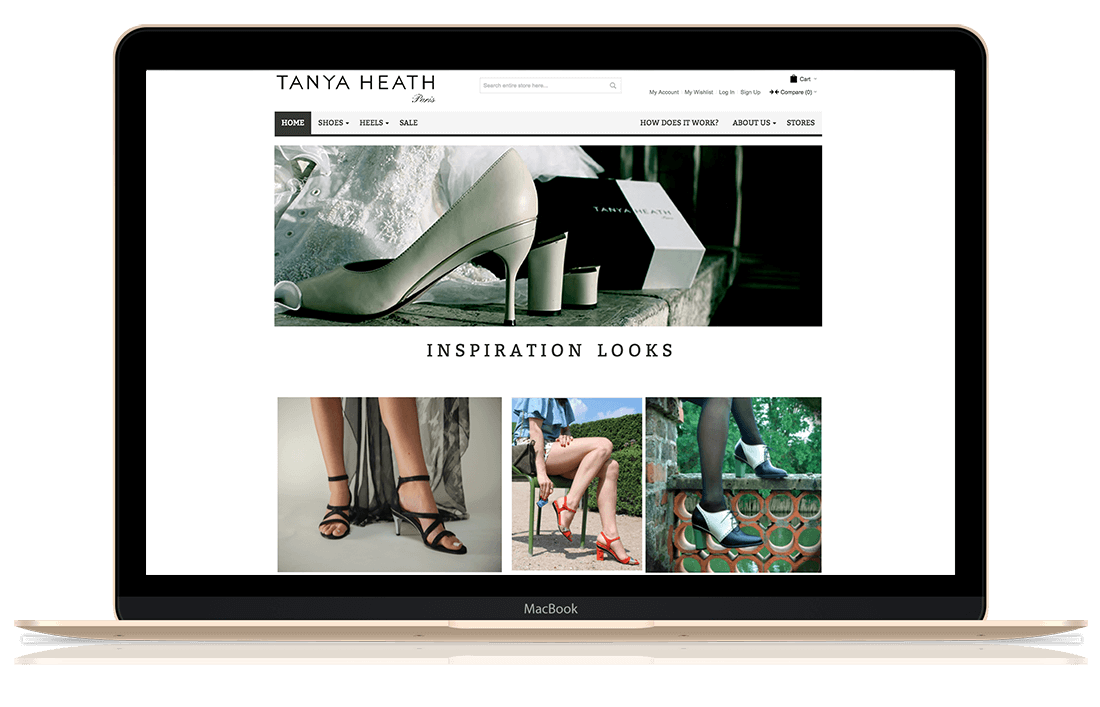 TANYA HEATH
Paris
Search entire store here...
Cart
My Account My Wishlist Log In Sign Up Compare (0)
HOME SHOES HEELS SALE HOW DOES IT WORK? ABOUT US STORES
TANYA HEATH
Paris
INSPIRATION LOOKS
MacBook